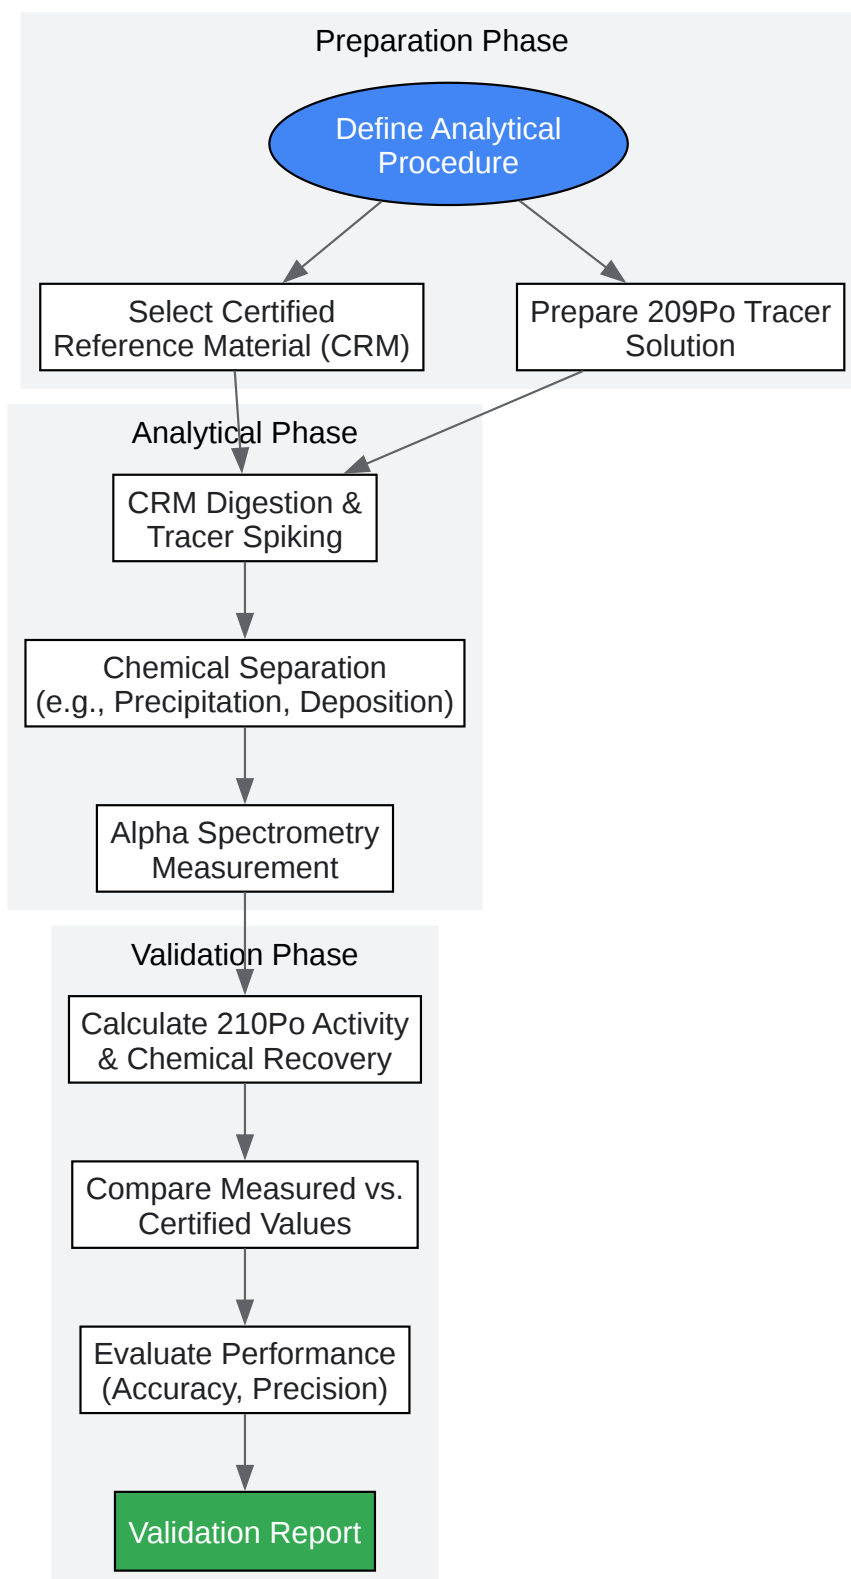 Preparation Phase
Define Analytical
Procedure
Select Certified
Reference Material (CRM)
Prepare 209Po Tracer
Solution
Analytical Phase
CRM Digestion &
Tracer Spiking
Chemical Separation
(e.g., Precipitation, Deposition)
Alpha Spectrometry
Measurement
Validation Phase
Calculate 210Po Activity
& Chemical Recovery
Compare Measured vs.
Certified Values
Evaluate Performance
(Accuracy, Precision)
Validation Report